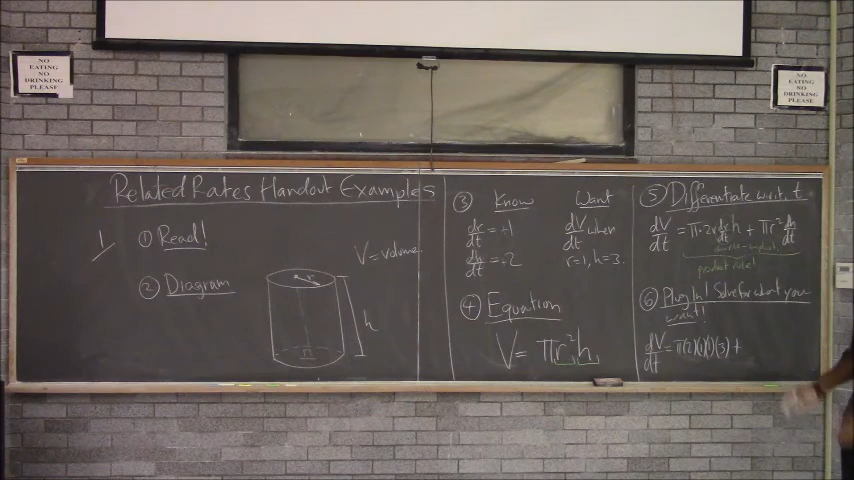 NO
EATING
NO
DRINKING
PLEASE
NO
EATING
NO
DRINKING
PLEASE
Related Rates Handout Examples
1/
① Read!
V = volume
② Diagram
r
h
③ Know
Want
dr/dt = +1
dV/dt when
dh/dt = +2
r=1, h=3.
④ Equation
V = πr²h
⑤ Differentiate w.r.t. t
dV/dt = π·2r dr/dt h + πr² dh/dt
product rule!
⑥ Plug In! Solve for what you
want!
dV/dt = π(2)(1)(1)(3) +